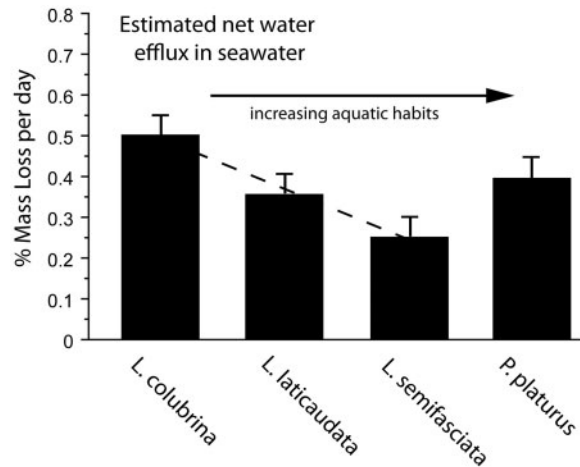 Estimated net water
efflux in seawater
increasing aquatic habits
% Mass Loss per day
0.8
0.7
0.6
0.5
0.4
0.3
0.2
0.1
0
L. colubrina
L. laticaudata
L. semifasciata
P. platurus